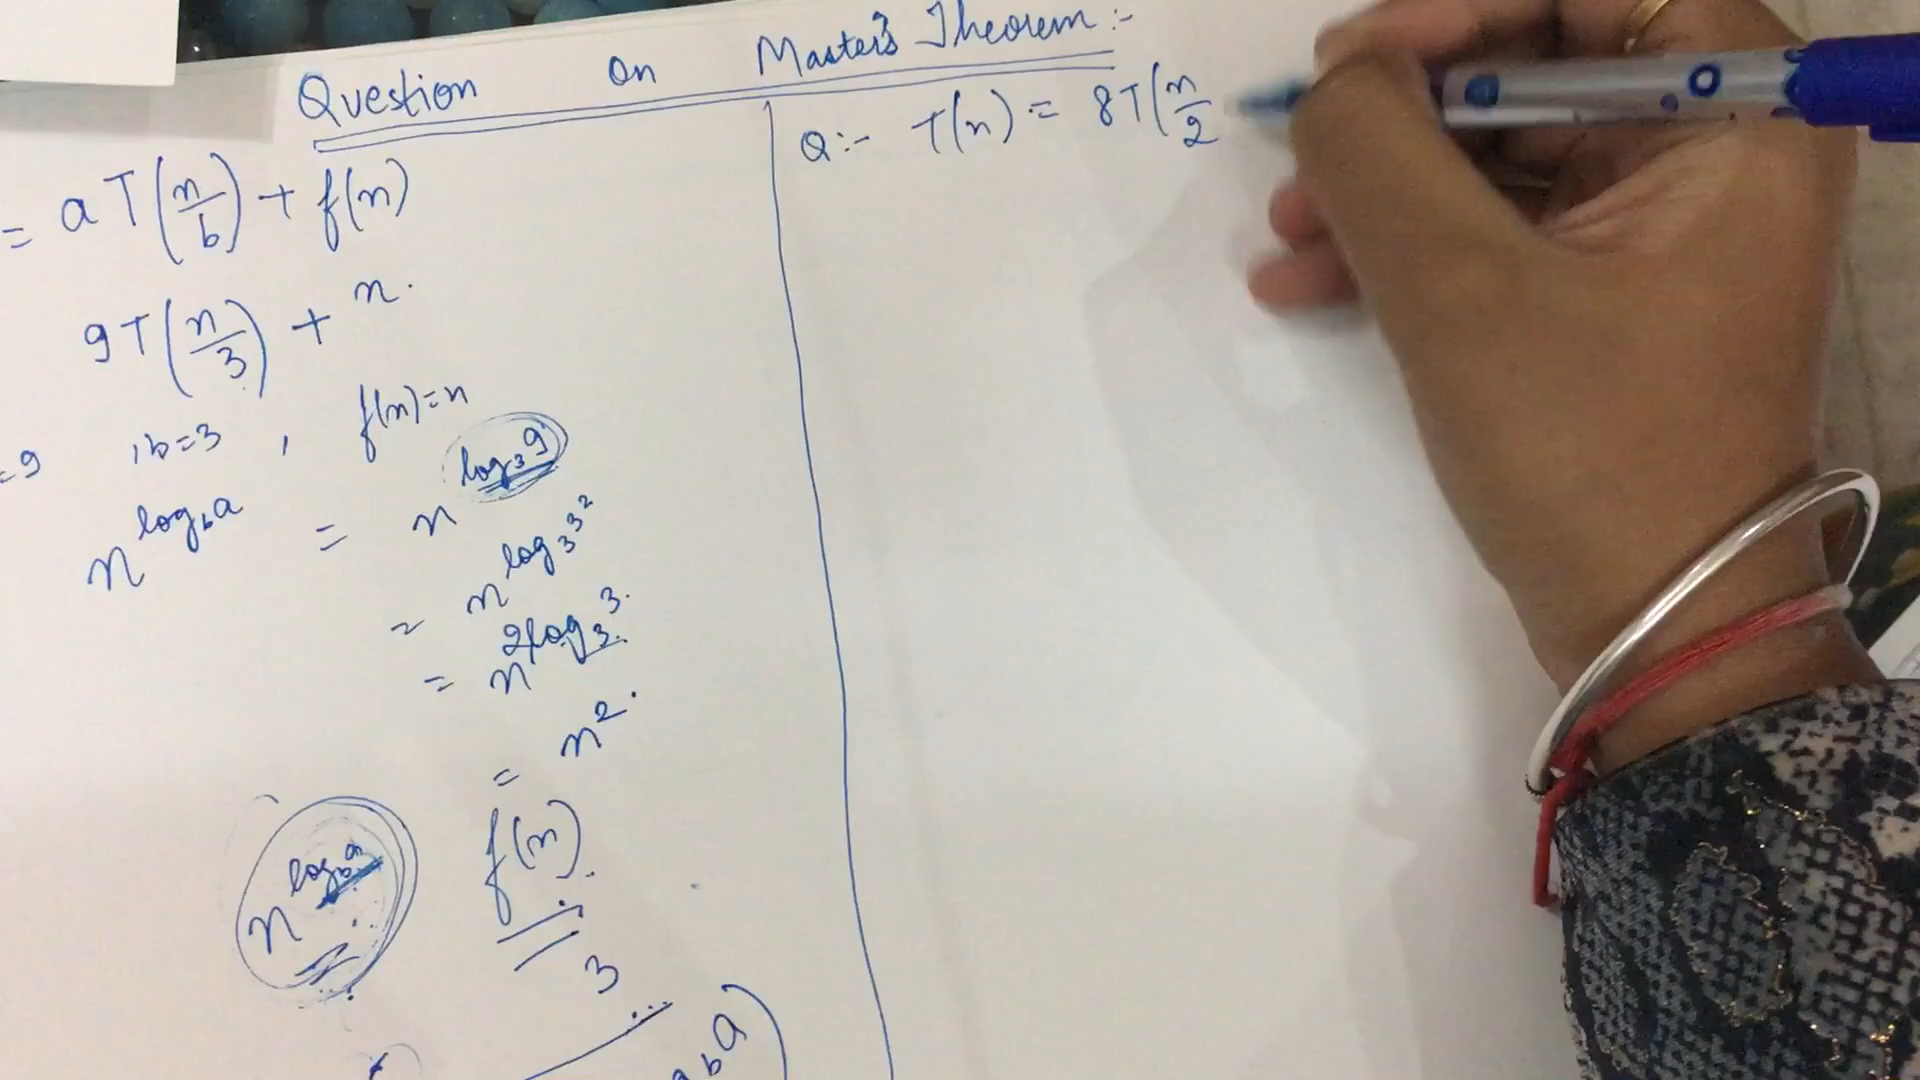 Question on Master's Theorem :-
= aT(n/b) + f(n)
9T(n/3) + n.
=9 , b=3 , f(n)=n
n^log_b a = n^log_3 9
= n^log_3 3^2
= n^2log_3 3.
= n^2.
n^log_b a f(n)
3
b a)
Q:- T(n) = 8T(n/2